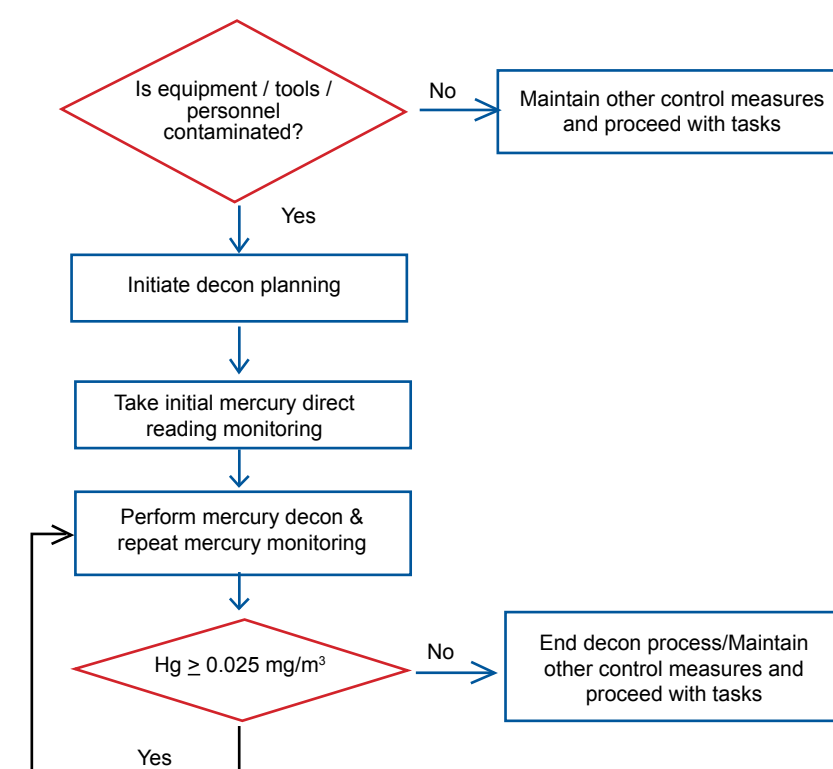 Is equipment / tools /
personnel
contaminated?
No
Maintain other control measures
and proceed with tasks
Yes
Initiate decon planning
Take initial mercury direct
reading monitoring
Perform mercury decon &
repeat mercury monitoring
Hg ≥ 0.025 mg/m³
No
End decon process/Maintain
other control measures and
proceed with tasks
Yes